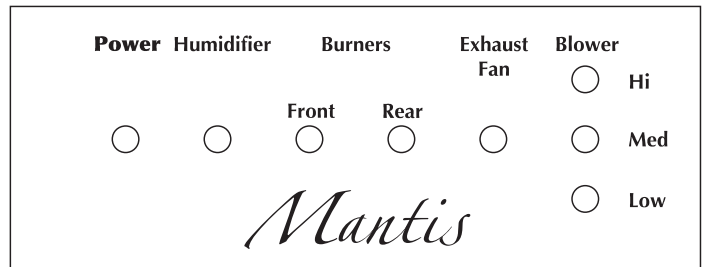 Power Humidifier Burners Exhaust Fan Blower
Hi
Front Rear
Med
Low
Mantis